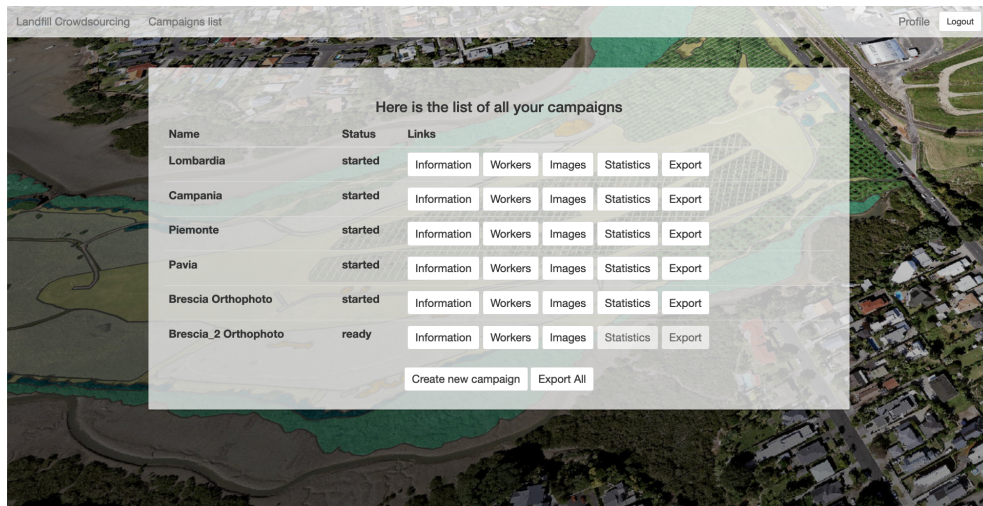 Landfill Crowdsourcing Campaigns list Profile Logout
Here is the list of all your campaigns
Name Status Links
Lombardia started Information Workers Images Statistics Export
Campania started Information Workers Images Statistics Export
Piemonte started Information Workers Images Statistics Export
Pavia started Information Workers Images Statistics Export
Brescia Orthophoto started Information Workers Images Statistics Export
Brescia_2 Orthophoto ready Information Workers Images Statistics Export
Create new campaign Export All